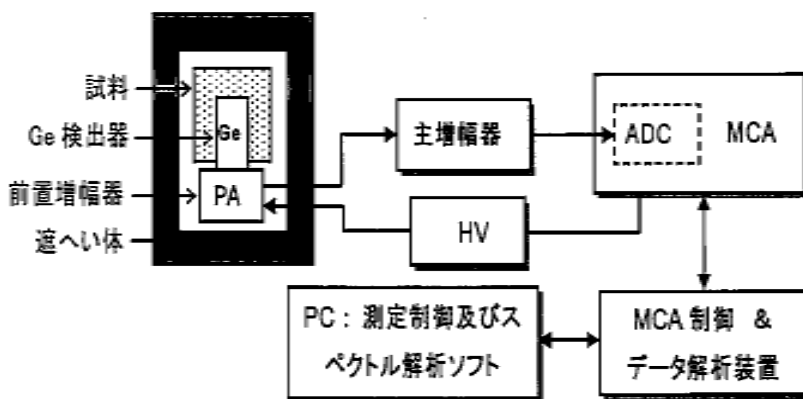 試料
Ge 検出器
前置増幅器
遮へい体
Ge
PA
主増幅器
HV
ADC
MCA
PC：測定制御及びス
ペクトル解析ソフト
MCA 制御 ＆
データ解析装置